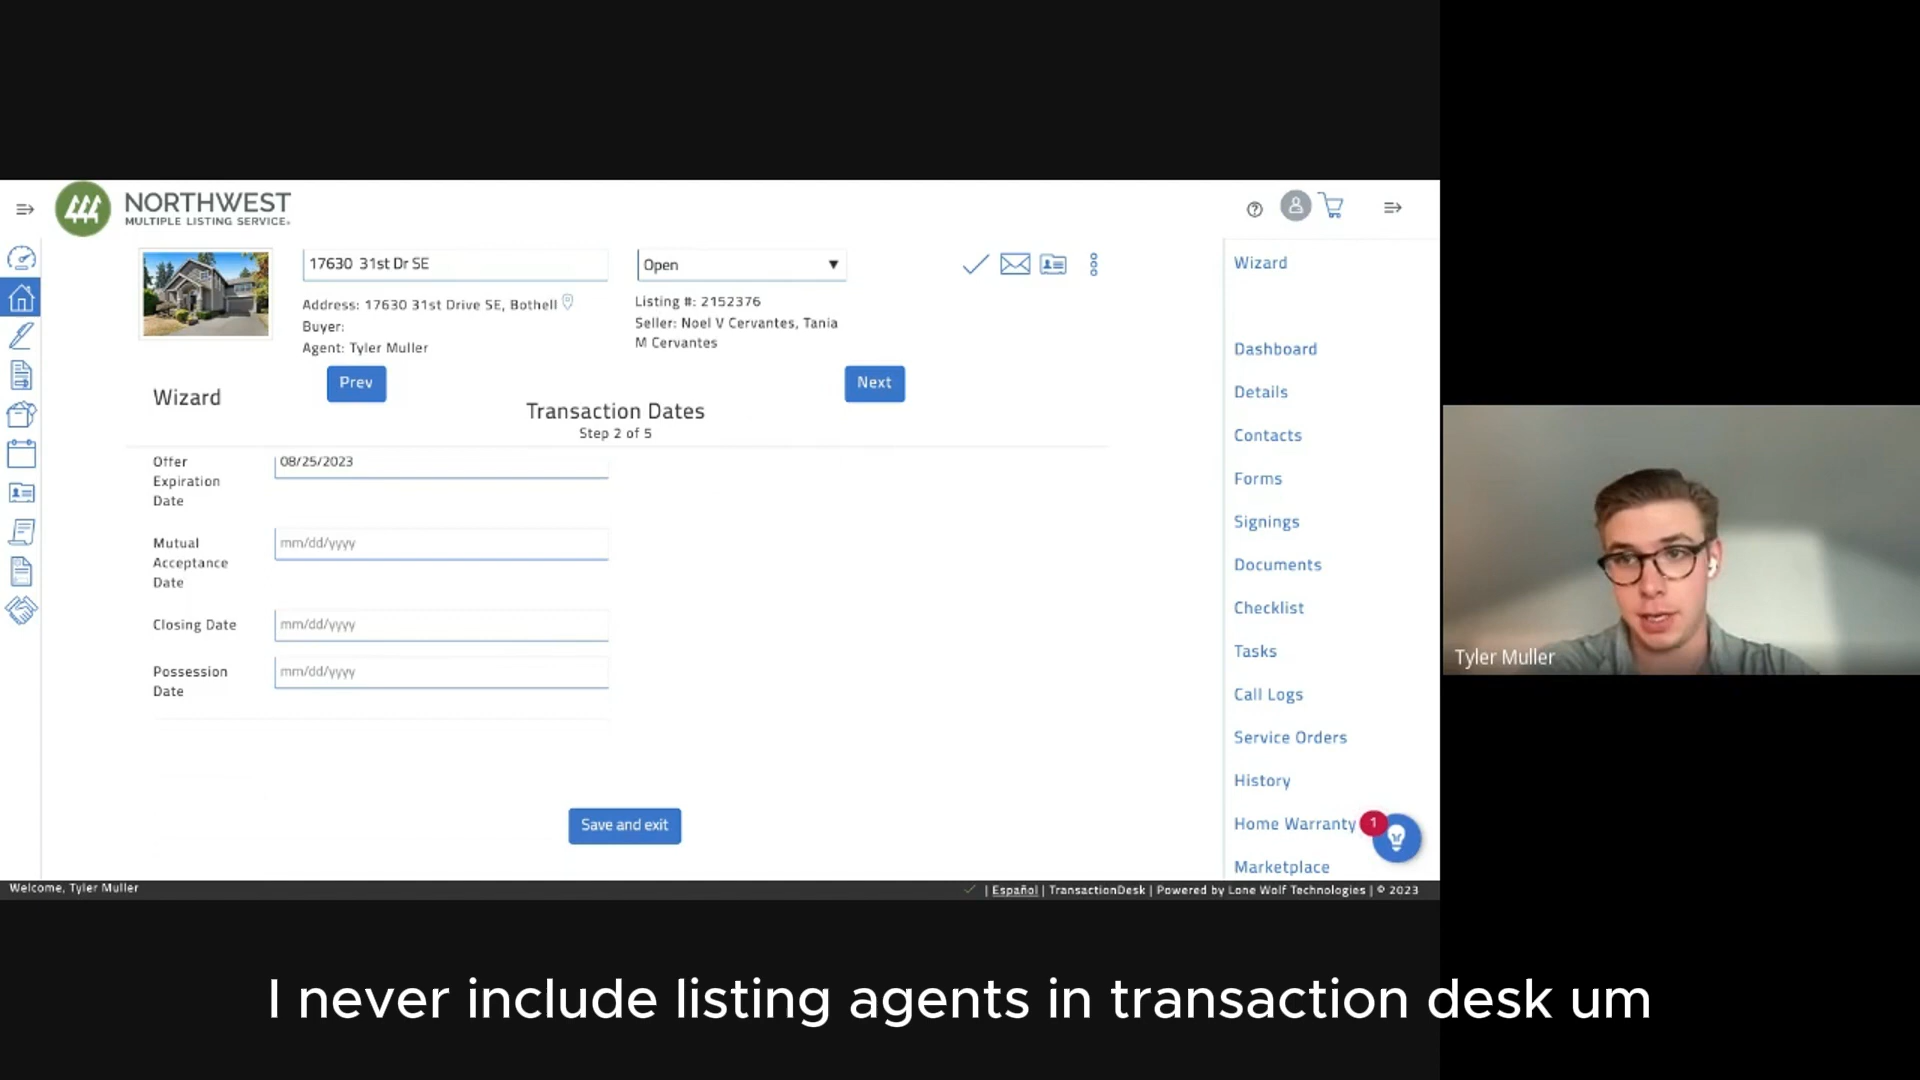 NORTHWEST
MULTIPLE LISTING SERVICE
17630 31st Dr SE
Open
Address: 17630 31st Drive SE, Bothell
Buyer:
Agent: Tyler Muller
Listing #: 2152376
Seller: Noel V Cervantes, Tania
M Cervantes
Wizard
Prev
Next
Transaction Dates
Step 2 of 5
Offer
Expiration
Date
08/25/2023
Mutual
Acceptance
Date
mm/dd/yyyy
Closing Date
mm/dd/yyyy
Possession
Date
mm/dd/yyyy
Save and exit
Wizard
Dashboard
Details
Contacts
Forms
Signings
Documents
Checklist
Tasks
Call Logs
Service Orders
History
Home Warranty
1
Marketplace
Tyler Muller
Welcome, Tyler Muller
| Español | TransactionDesk | Powered by Lone Wolf Technologies | © 2023
I never include listing agents in transaction desk um